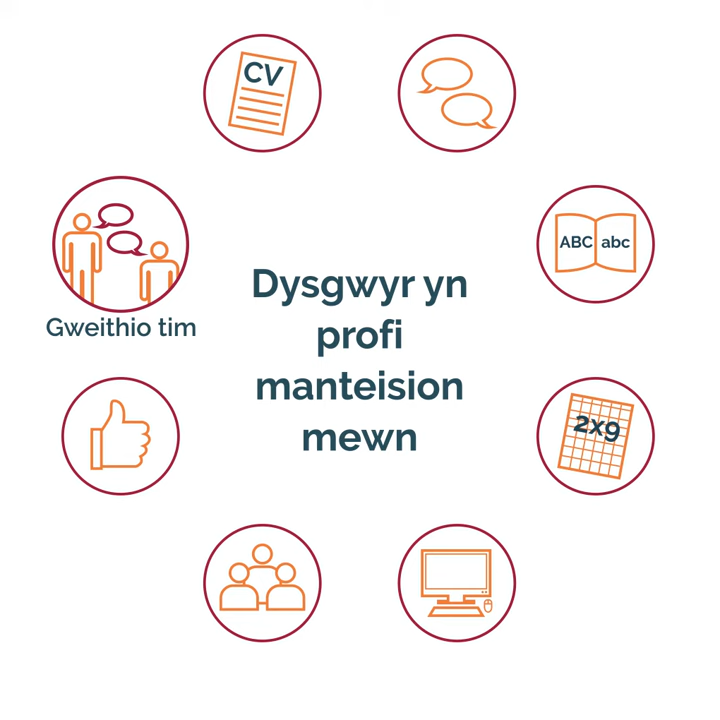 CV
ABC abc
Gweithio tim
Dysgwyr yn
profi
manteision
mewn
2x9